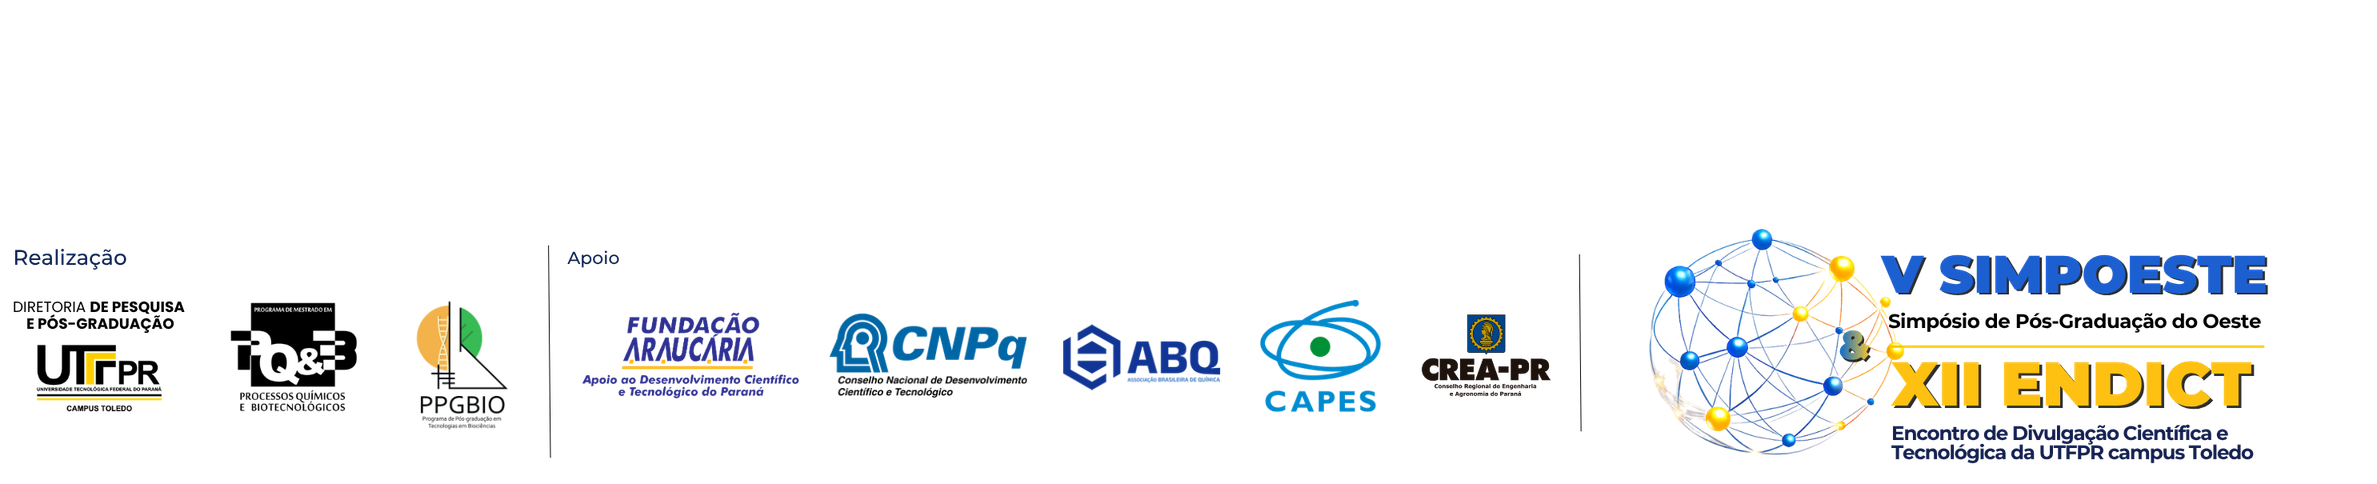 Realização
DIRETORIA DE PESQUISA
E PÓS-GRADUAÇÃO
UTFPR
UNIVERSIDADE TECNOLÓGICA FEDERAL DO PARANÁ
CAMPUS TOLEDO
PROGRAMA DE MESTRADO EM
PQ&B
PROCESSOS QUÍMICOS
E BIOTECNOLÓGICOS
PPGBIO
Programa de Pós-graduação em
Tecnologias em Biociências
Apoio
FUNDAÇÃO
ARAUCÁRIA
Apoio ao Desenvolvimento Científico
e Tecnológico do Paraná
CNPq
Conselho Nacional de Desenvolvimento
Científico e Tecnológico
ABQ
ASSOCIAÇÃO BRASILEIRA DE QUÍMICA
CAPES
CREA-PR
Conselho Regional de Engenharia
e Agronomia do Paraná
V SIMPOESTE
Simpósio de Pós-Graduação do Oeste
&
XII ENDICT
Encontro de Divulgação Científica e
Tecnológica da UTFPR campus Toledo